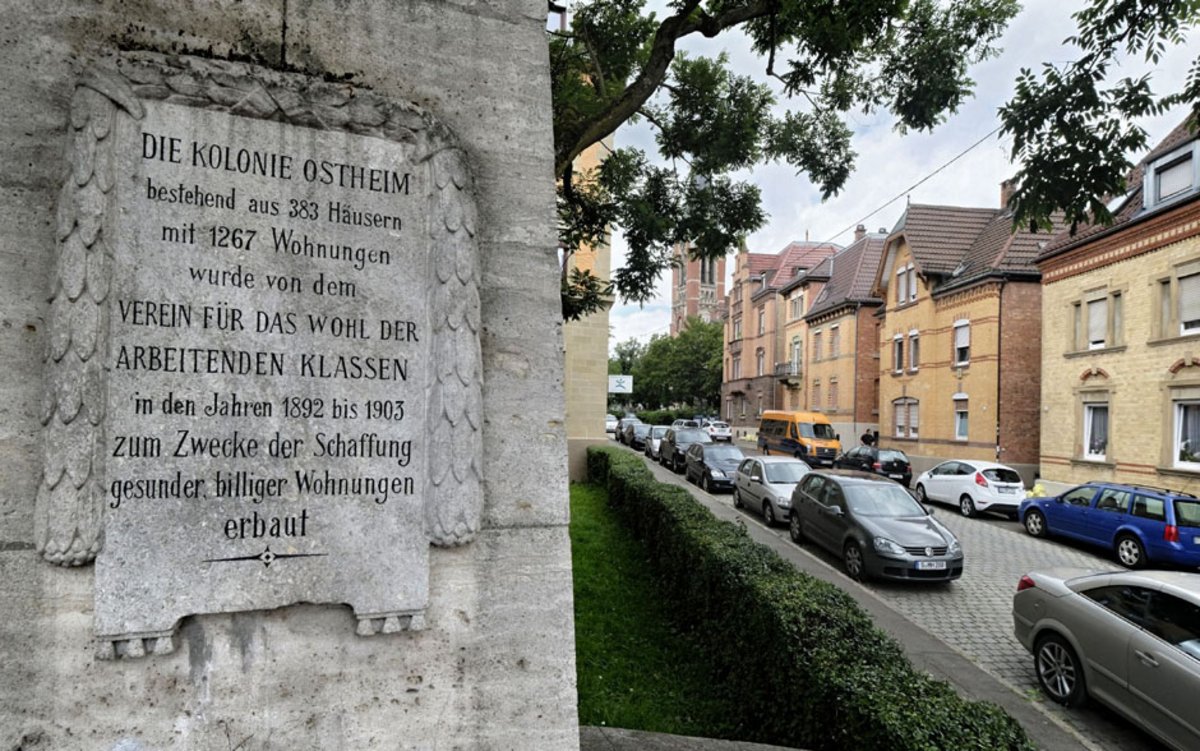 DIE KOLONIE OSTHEIM
bestehend aus 383 Häusern
mit 1267 Wohnungen
wurde von dem
VEREIN FÜR DAS WOHL DER
ARBEITENDEN KLASSEN
in den Jahren 1892 bis 1903
zum Zwecke der Schaffung
gesunder, billiger Wohnungen
erbaut